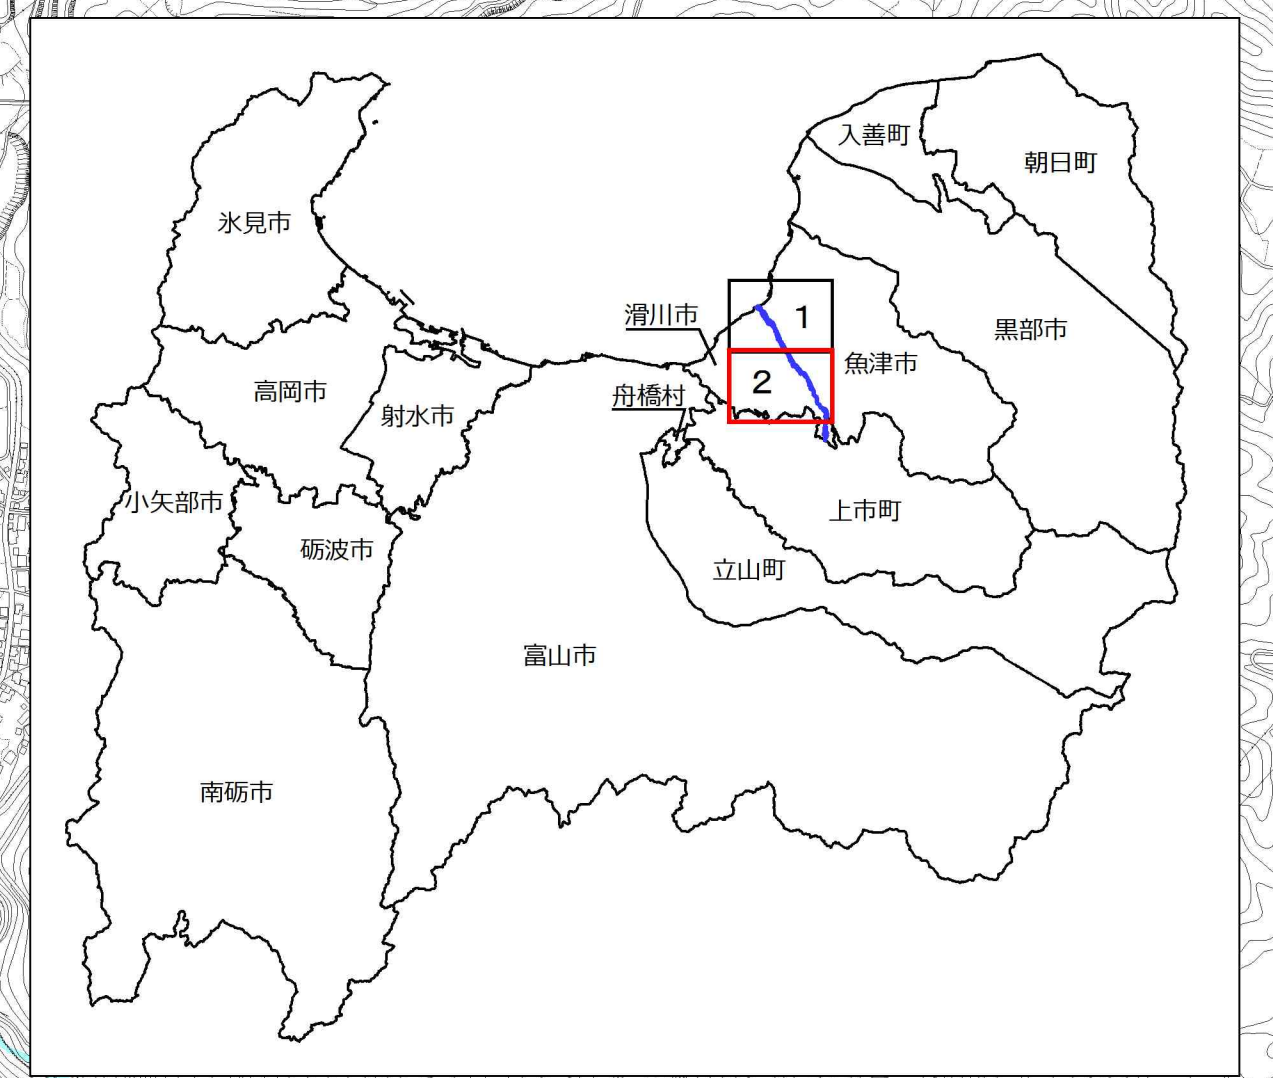 入善町
朝日町
氷見市
滑川市
1
黒部市
魚津市
2
高岡市
舟橋村
射水市
小矢部市
上市町
砺波市
立山町
富山市
南砺市